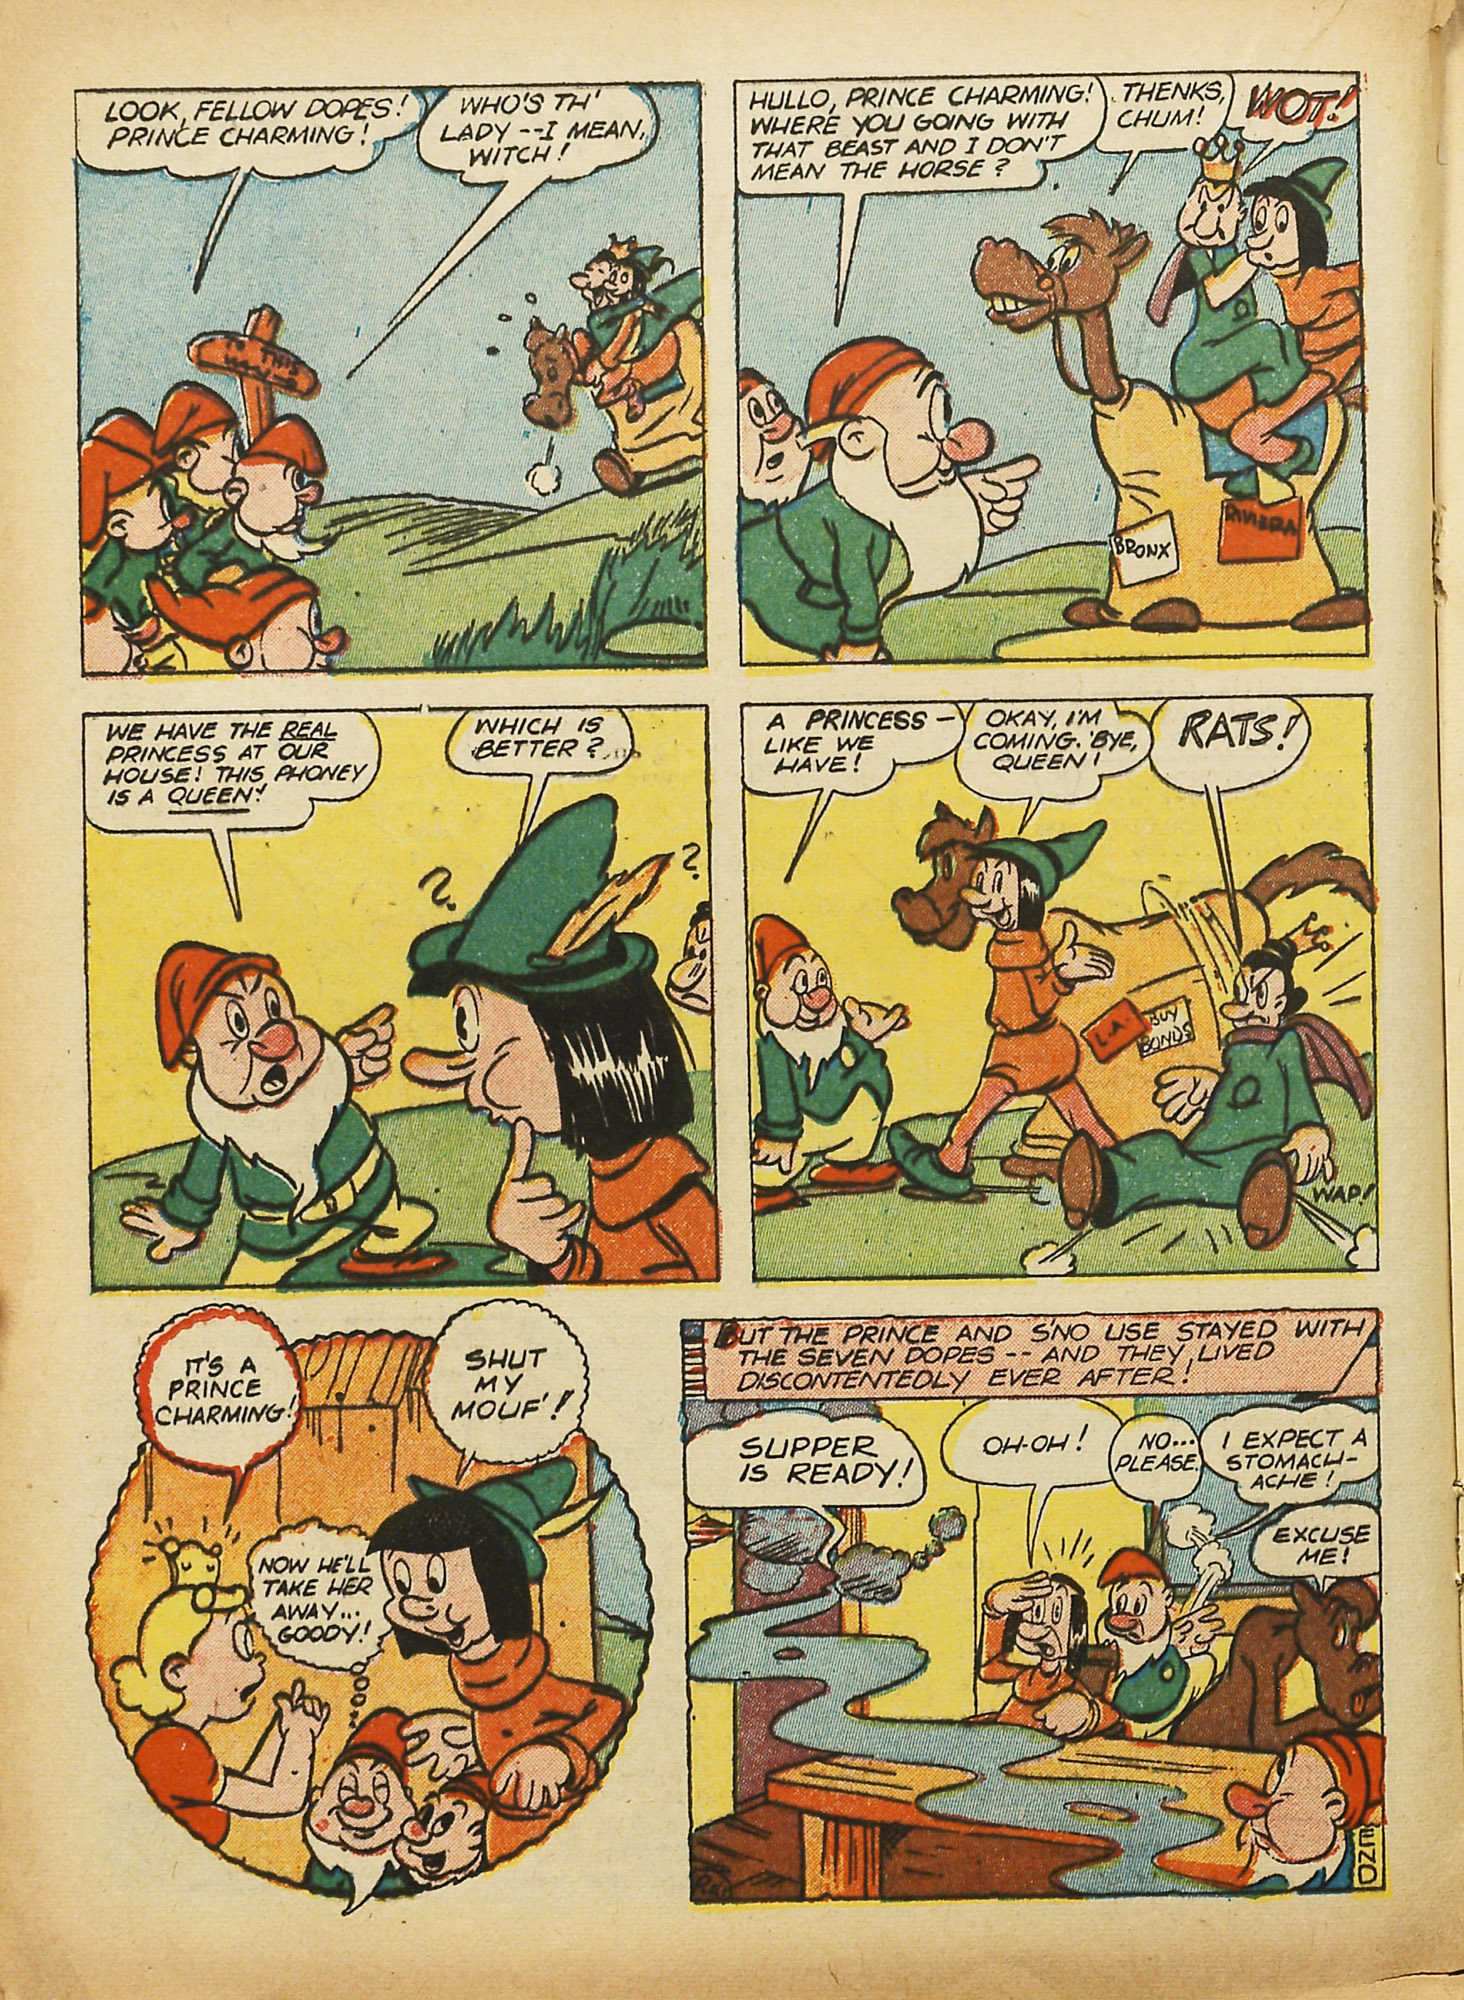 LOOK, FELLOW DOPES!
PRINCE CHARMING!
WHO'S TH'
LADY -- I MEAN,
WITCH!
TO THIS
HULLO, PRINCE CHARMING!
WHERE YOU GOING WITH
THAT BEAST AND I DON'T
MEAN THE HORSE?
THENKS,
CHUM!
WOT!
BRONX
RIVIERA
WE HAVE THE REAL
PRINCESS AT OUR
HOUSE! THIS PHONEY
IS A QUEEN!
WHICH IS
BETTER?
?
?
A PRINCESS –
LIKE WE
HAVE!
OKAY, I'M
COMING. 'BYE,
QUEEN!
RATS!
L.A.
BUY
BONDS
WAP!
IT'S A
PRINCE
CHARMING!
SHUT
MY
MOUF'!
NOW HE'LL
TAKE HER
AWAY...
GOODY!
BUT THE PRINCE AND S'NO USE STAYED WITH
THE SEVEN DOPES -- AND THEY LIVED
DISCONTENTEDLY EVER AFTER!
SUPPER
IS READY!
OH-OH!
NO...
PLEASE.
I EXPECT A
STOMACH-
ACHE!
EXCUSE
ME!
END